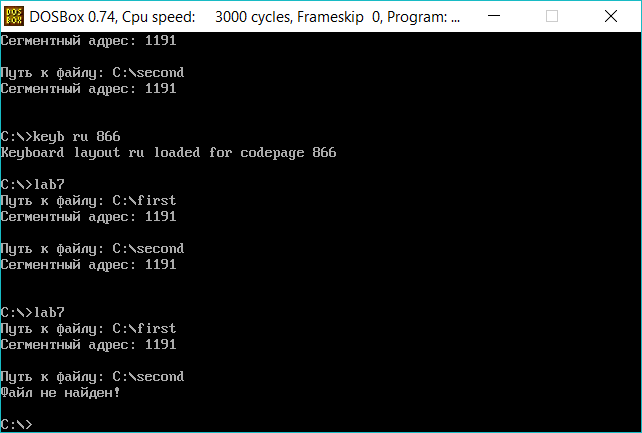 DOSBox 0.74, Cpu speed: 3000 cycles, Frameskip 0, Program: ...
Сегментный адрес: 1191
Путь к файлу: C:\second
Сегментный адрес: 1191
C:\>keyb ru 866
Keyboard layout ru loaded for codepage 866
C:\>lab7
Путь к файлу: C:\first
Сегментный адрес: 1191
Путь к файлу: C:\second
Сегментный адрес: 1191
C:\>lab7
Путь к файлу: C:\first
Сегментный адрес: 1191
Путь к файлу: C:\second
Файл не найден!
C:\>